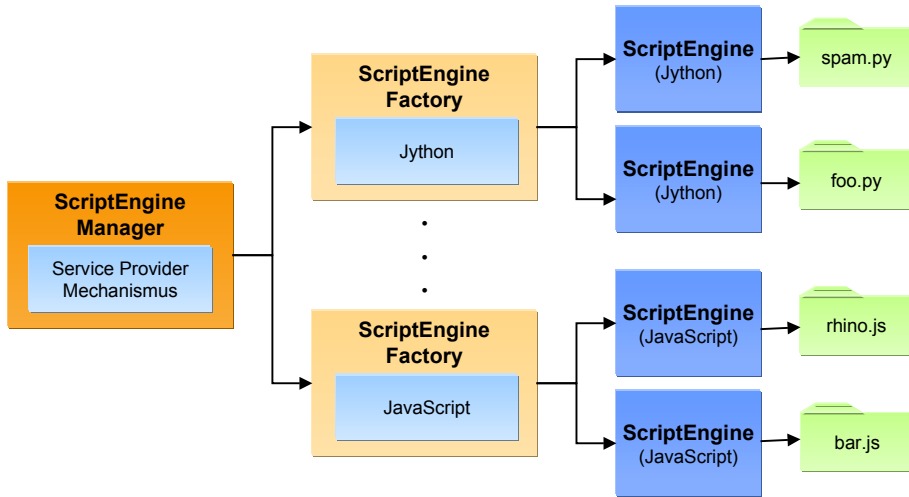 ScriptEngine
Manager
Service Provider
Mechanismus
ScriptEngine
Factory
Jython
.
.
.
ScriptEngine
Factory
JavaScript
ScriptEngine
(Jython)
spam.py
ScriptEngine
(Jython)
foo.py
ScriptEngine
(JavaScript)
rhino.js
ScriptEngine
(JavaScript)
bar.js